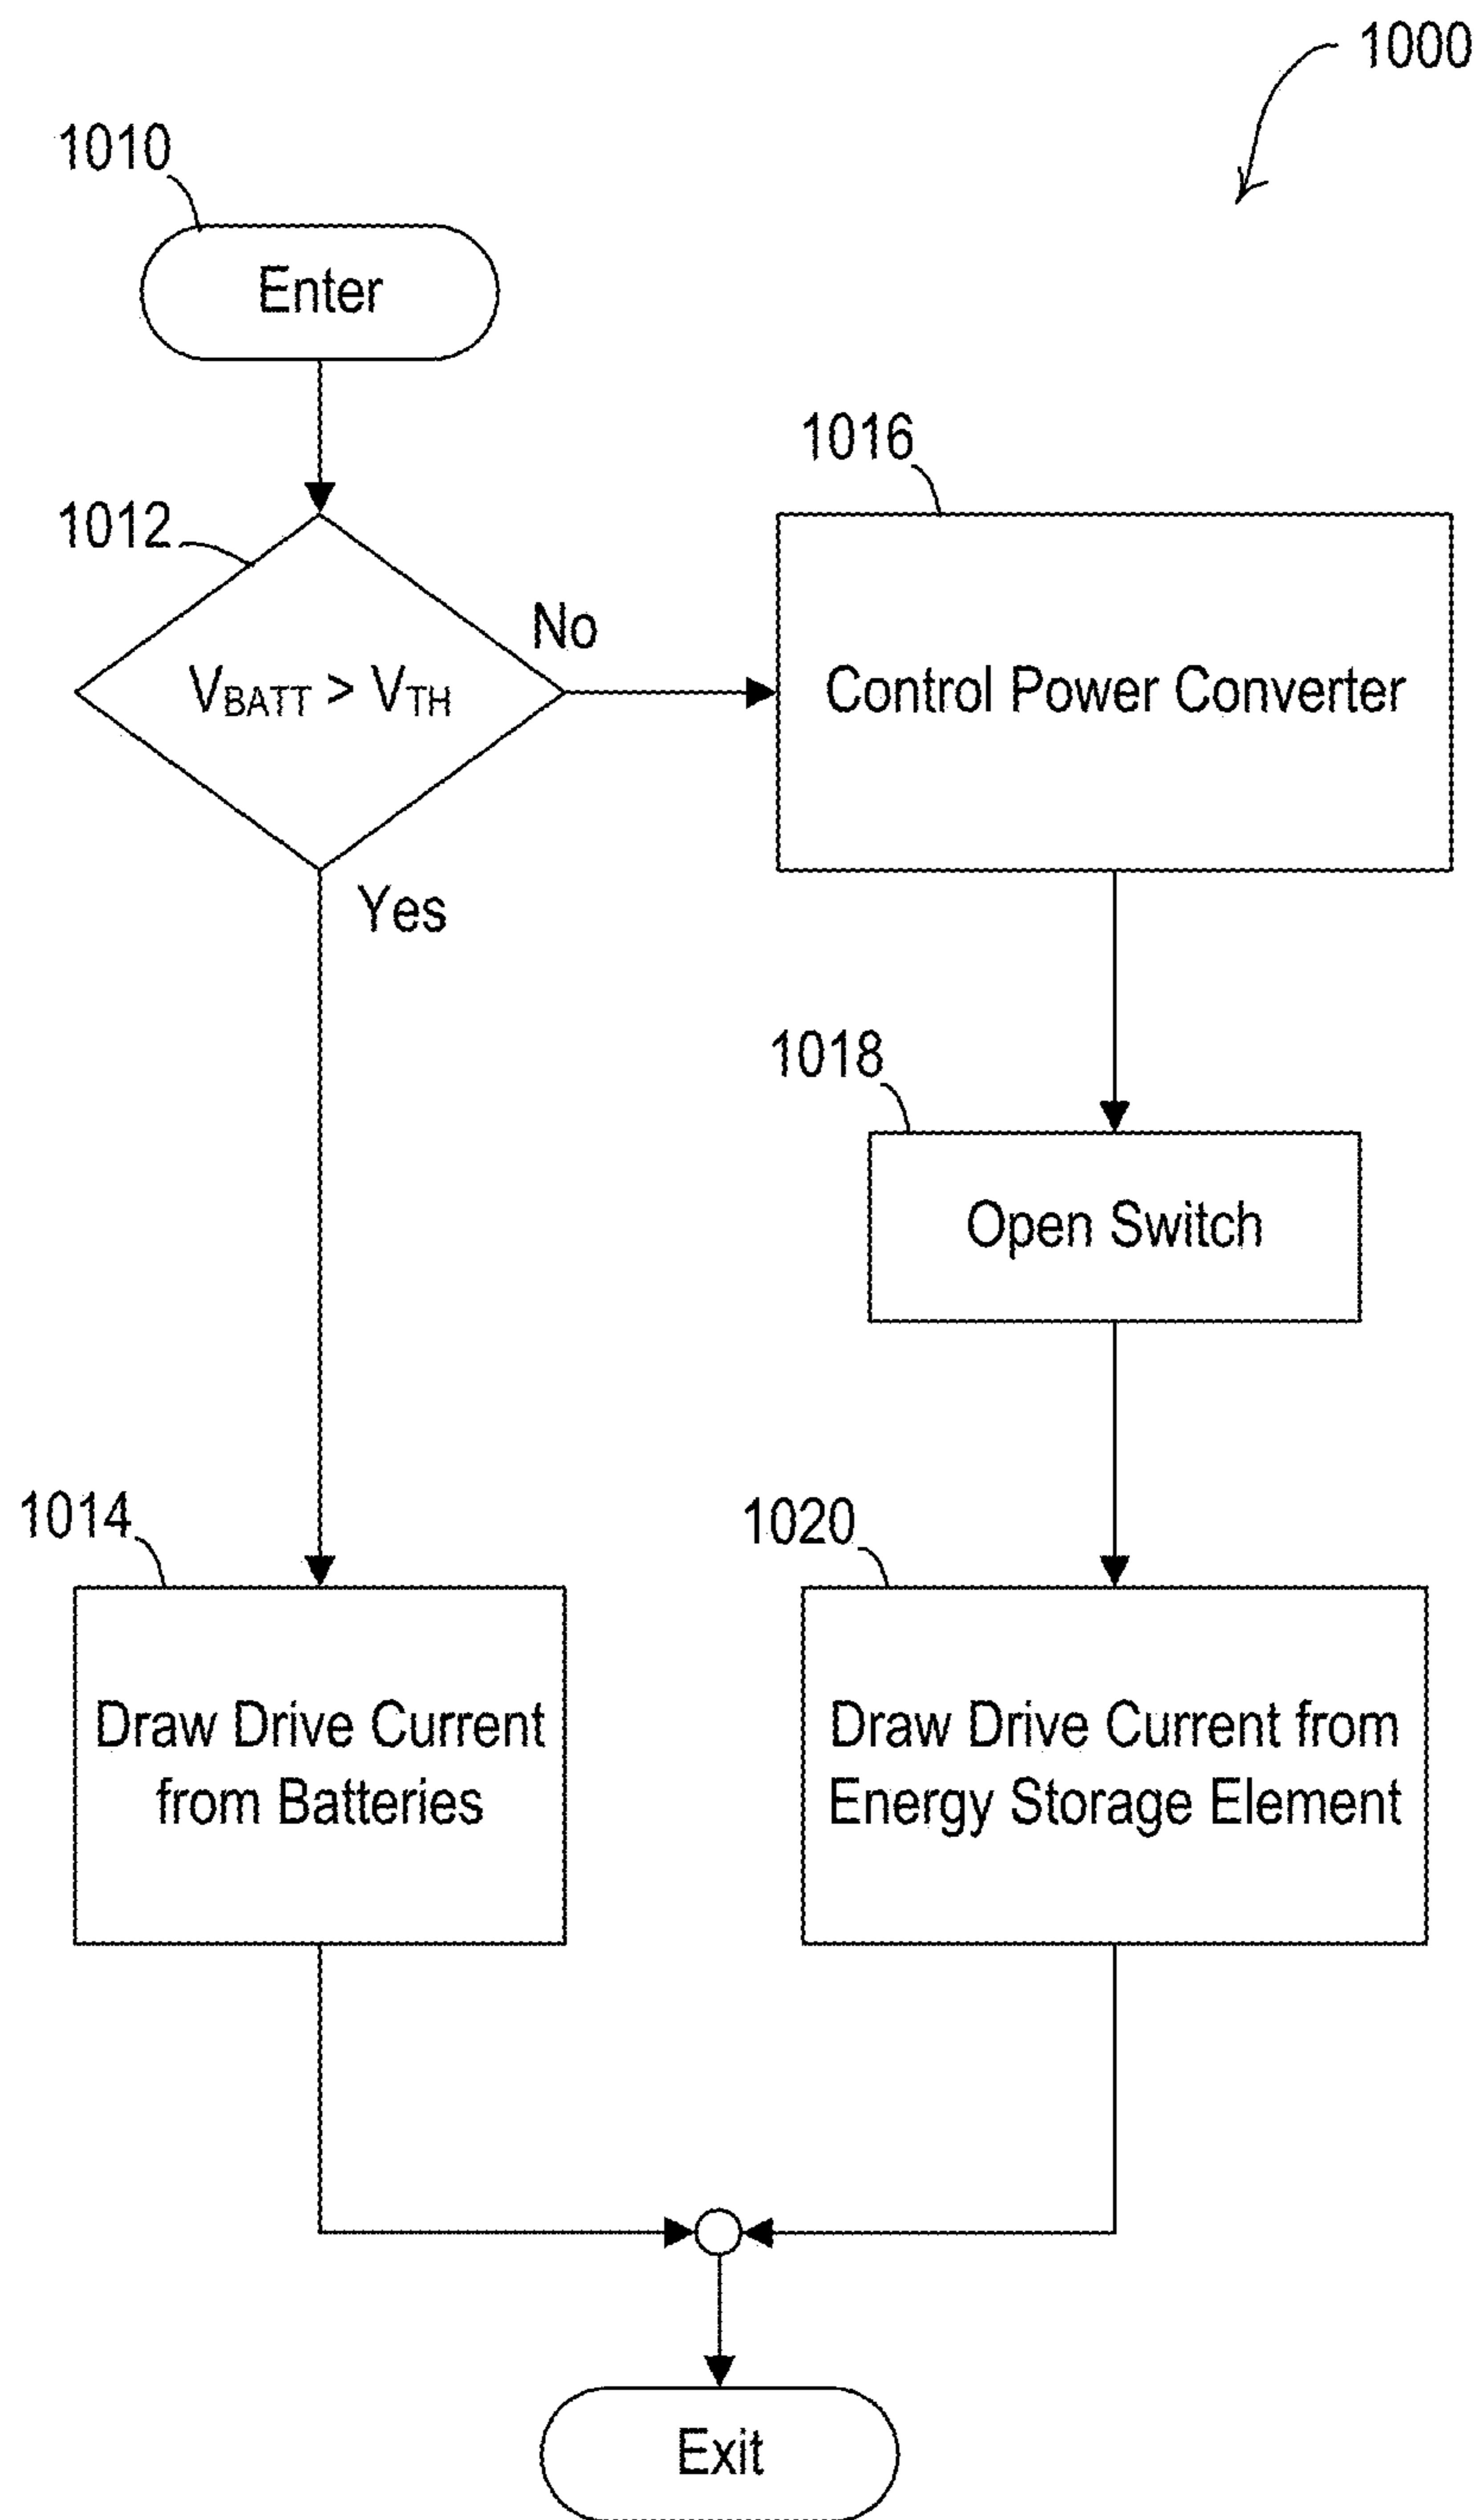 1000
1010
Enter
1012
VBATT > VTH
No
Yes
1016
Control Power Converter
1018
Open Switch
1014
Draw Drive Current
from Batteries
1020
Draw Drive Current from
Energy Storage Element
Exit